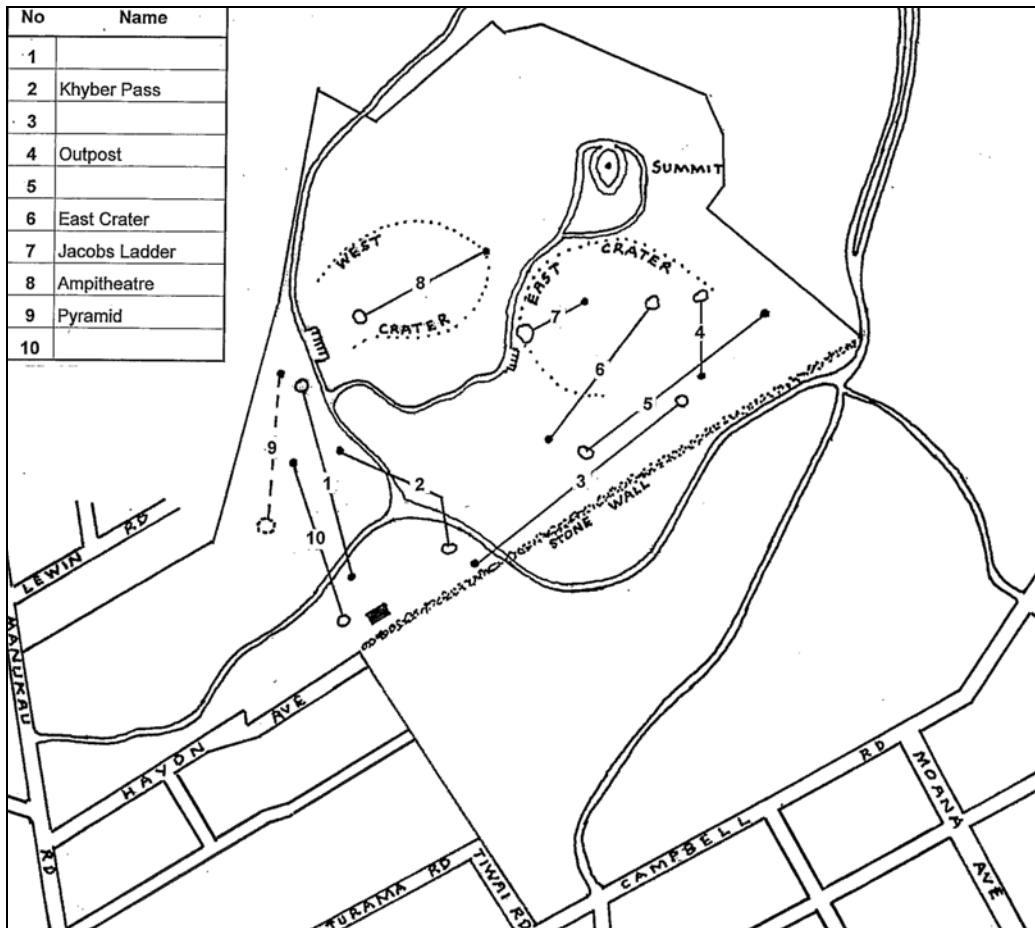 No Name
1
2 Khyber Pass
3
4 Outpost
5
6 East Crater
7 Jacobs Ladder
8 Ampitheatre
9 Pyramid
10
SUMMIT
WEST
CRATER
EAST
CRATER
8
7
4
6
5
9
1
2
3
10
STONE WALL
LEWIN RD
MANUKAU
RD
HAYDN AVE
TURAMA RD
TIWAI RD
CAMPBELL RD
MOANA
AVE